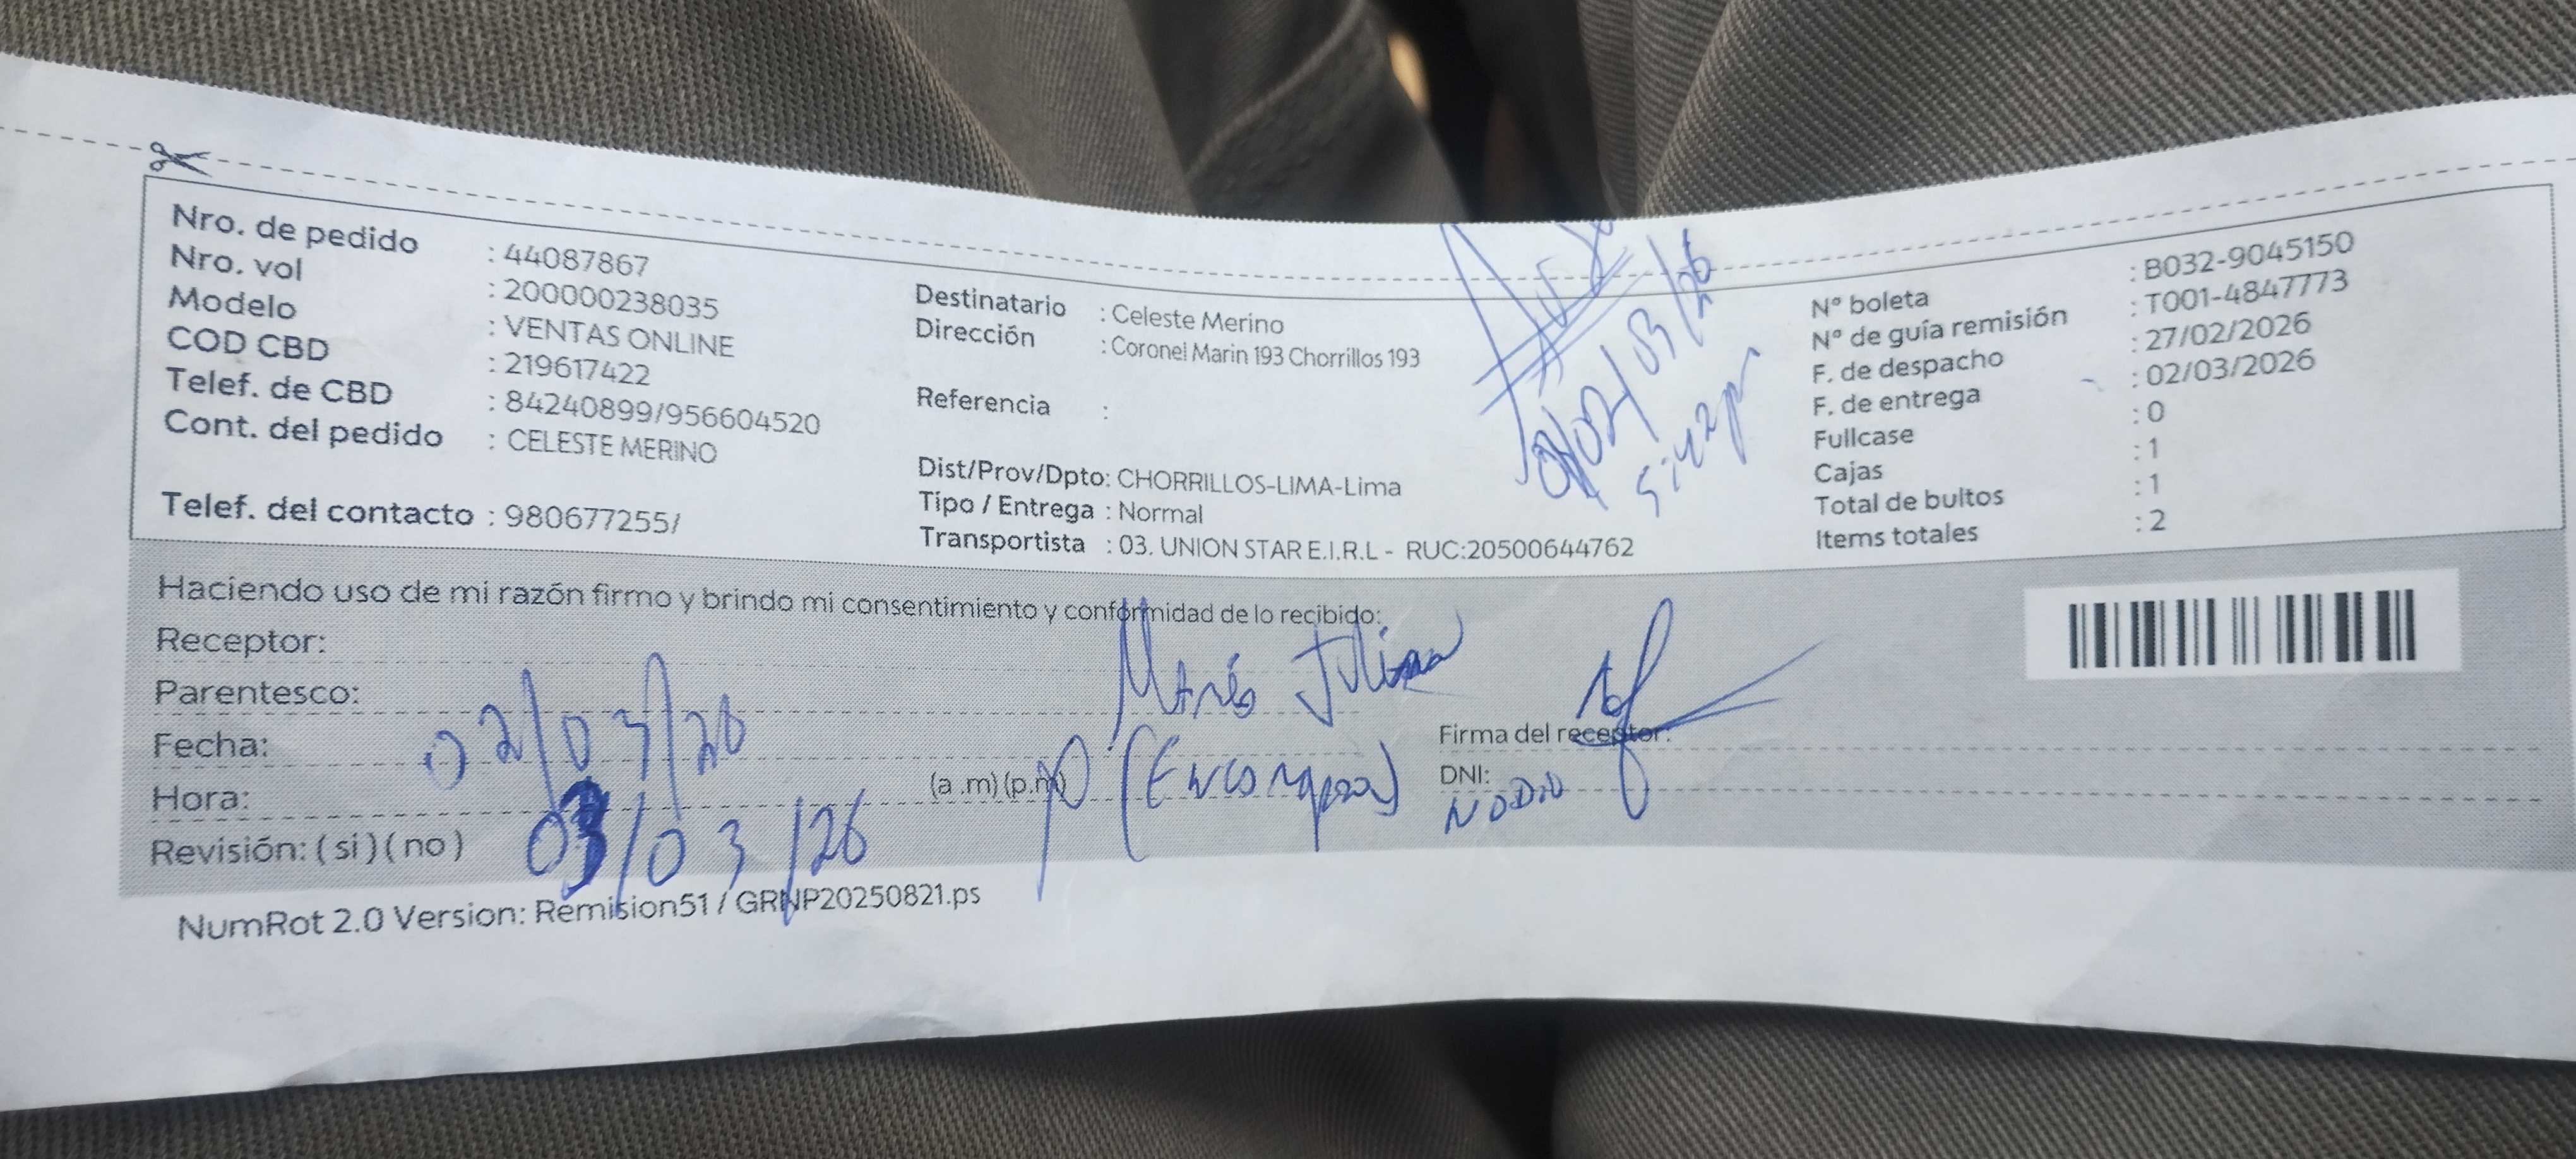 Nro. de pedido : 44087867
Nro. vol : 200000238035
Modelo : VENTAS ONLINE
COD CBD : 219617422
Telef. de CBD : 84240899/956604520
Cont. del pedido : CELESTE MERINO
Telef. del contacto : 980677255/
Destinatario : Celeste Merino
Dirección : Coronel Marin 193 Chorrillos 193
Referencia :
Dist/Prov/Dpto: CHORRILLOS-LIMA-Lima
Tipo / Entrega : Normal
Transportista : 03. UNION STAR E.I.R.L - RUC:20500644762
02/03/26
Nº boleta : B032-9045150
Nº de guía remisión : T001-4847773
F. de despacho : 27/02/2026
F. de entrega : 02/03/2026
Fullcase : 0
Cajas : 1
Total de bultos : 1
Items totales : 2
Haciendo uso de mi razón firmo y brindo mi consentimiento y conformidad de lo recibido:
Receptor:
Parentesco:
Fecha: 02/03/26
Hora: (a .m) (p.m)
Revisión: ( si ) ( no ) 03/03/26
Firma del receptor:
DNI:
NumRot 2.0 Version: Remision51 / GRNP20250821.ps